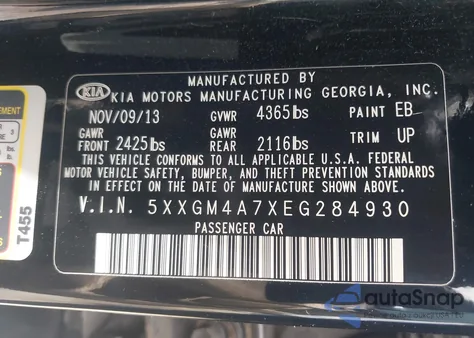 MANUFACTURED BY
KIA KIA MOTORS MANUFACTURING GEORGIA, INC.
NOV/09/13 GVWR 4365lbs PAINT EB
GAWR GAWR
FRONT 2425lbs REAR 2116lbs TRIM UP
THIS VEHICLE CONFORMS TO ALL APPLICABLE U.S.A. FEDERAL
MOTOR VEHICLE SAFETY, BUMPER, AND THEFT PREVENTION STANDARDS
IN EFFECT ON THE DATE OF MANUFACTURE SHOWN ABOVE.
V.I.N. 5XXGM4A7XEG284930
PASSENGER CAR
T455
autoSnap